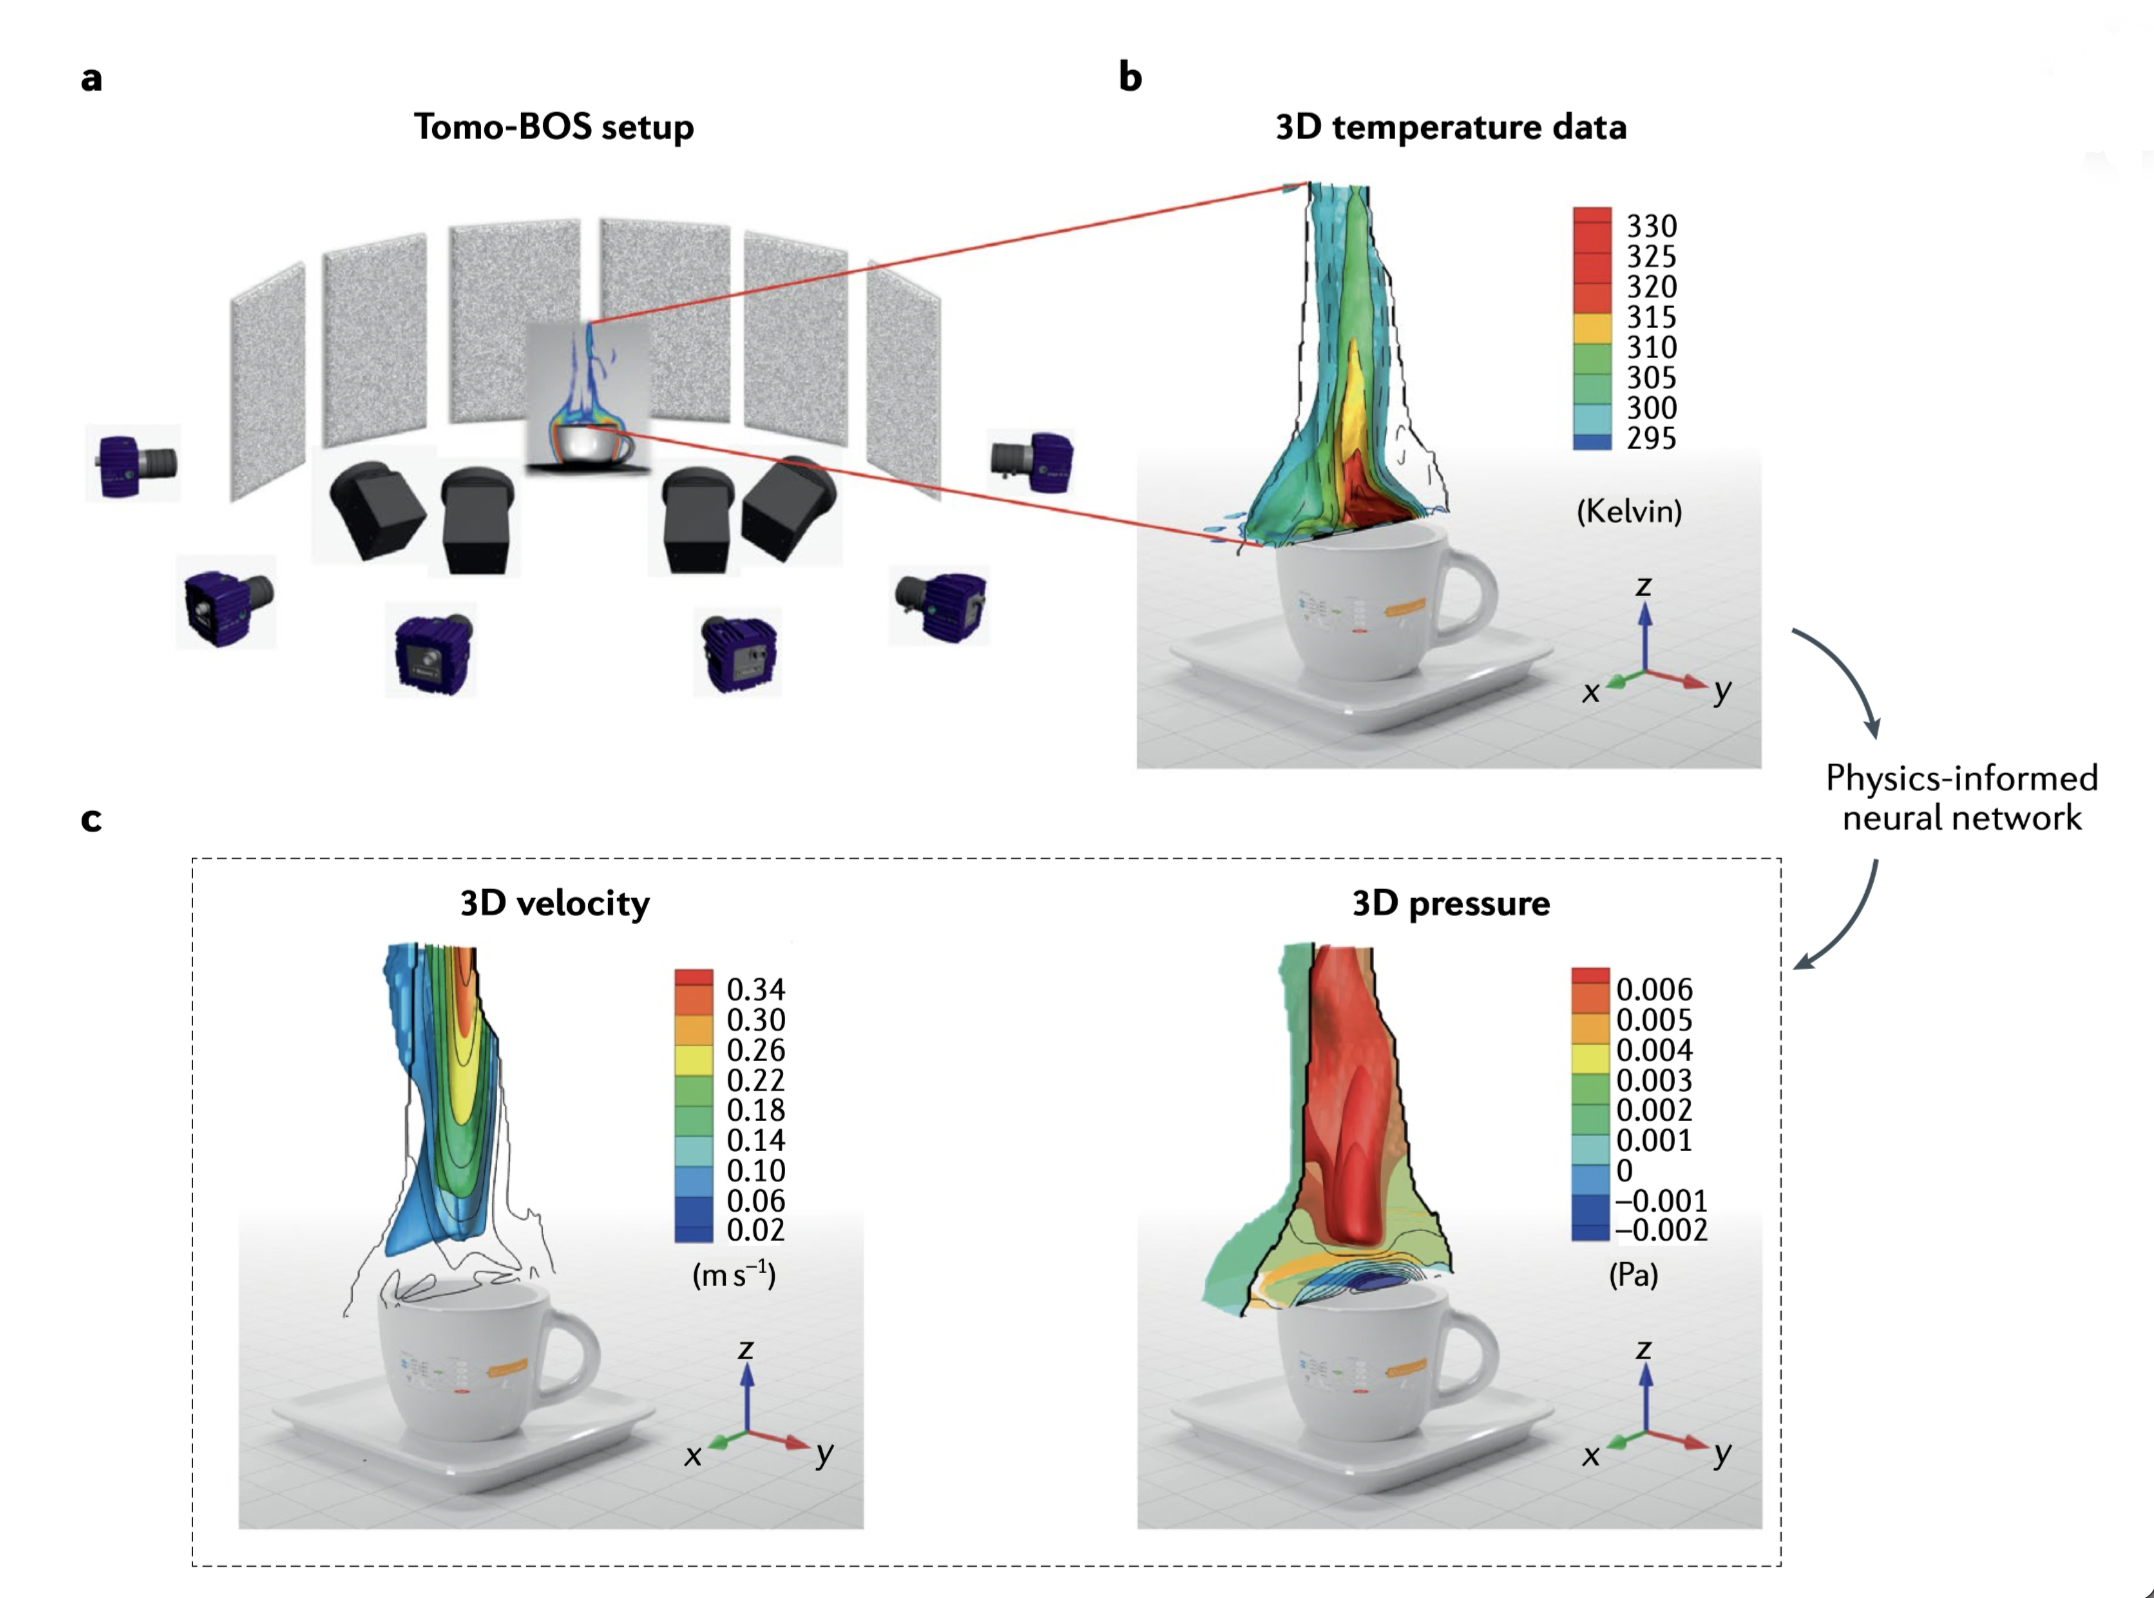 a
Tomo-BOS setup
b
3D temperature data
330
325
320
315
310
305
300
295
(Kelvin)
z
x
y
Physics-informed
neural network
c
3D velocity
0.34
0.30
0.26
0.22
0.18
0.14
0.10
0.06
0.02
(m s⁻¹)
z
x
y
3D pressure
0.006
0.005
0.004
0.003
0.002
0.001
0
–0.001
–0.002
(Pa)
z
x
y